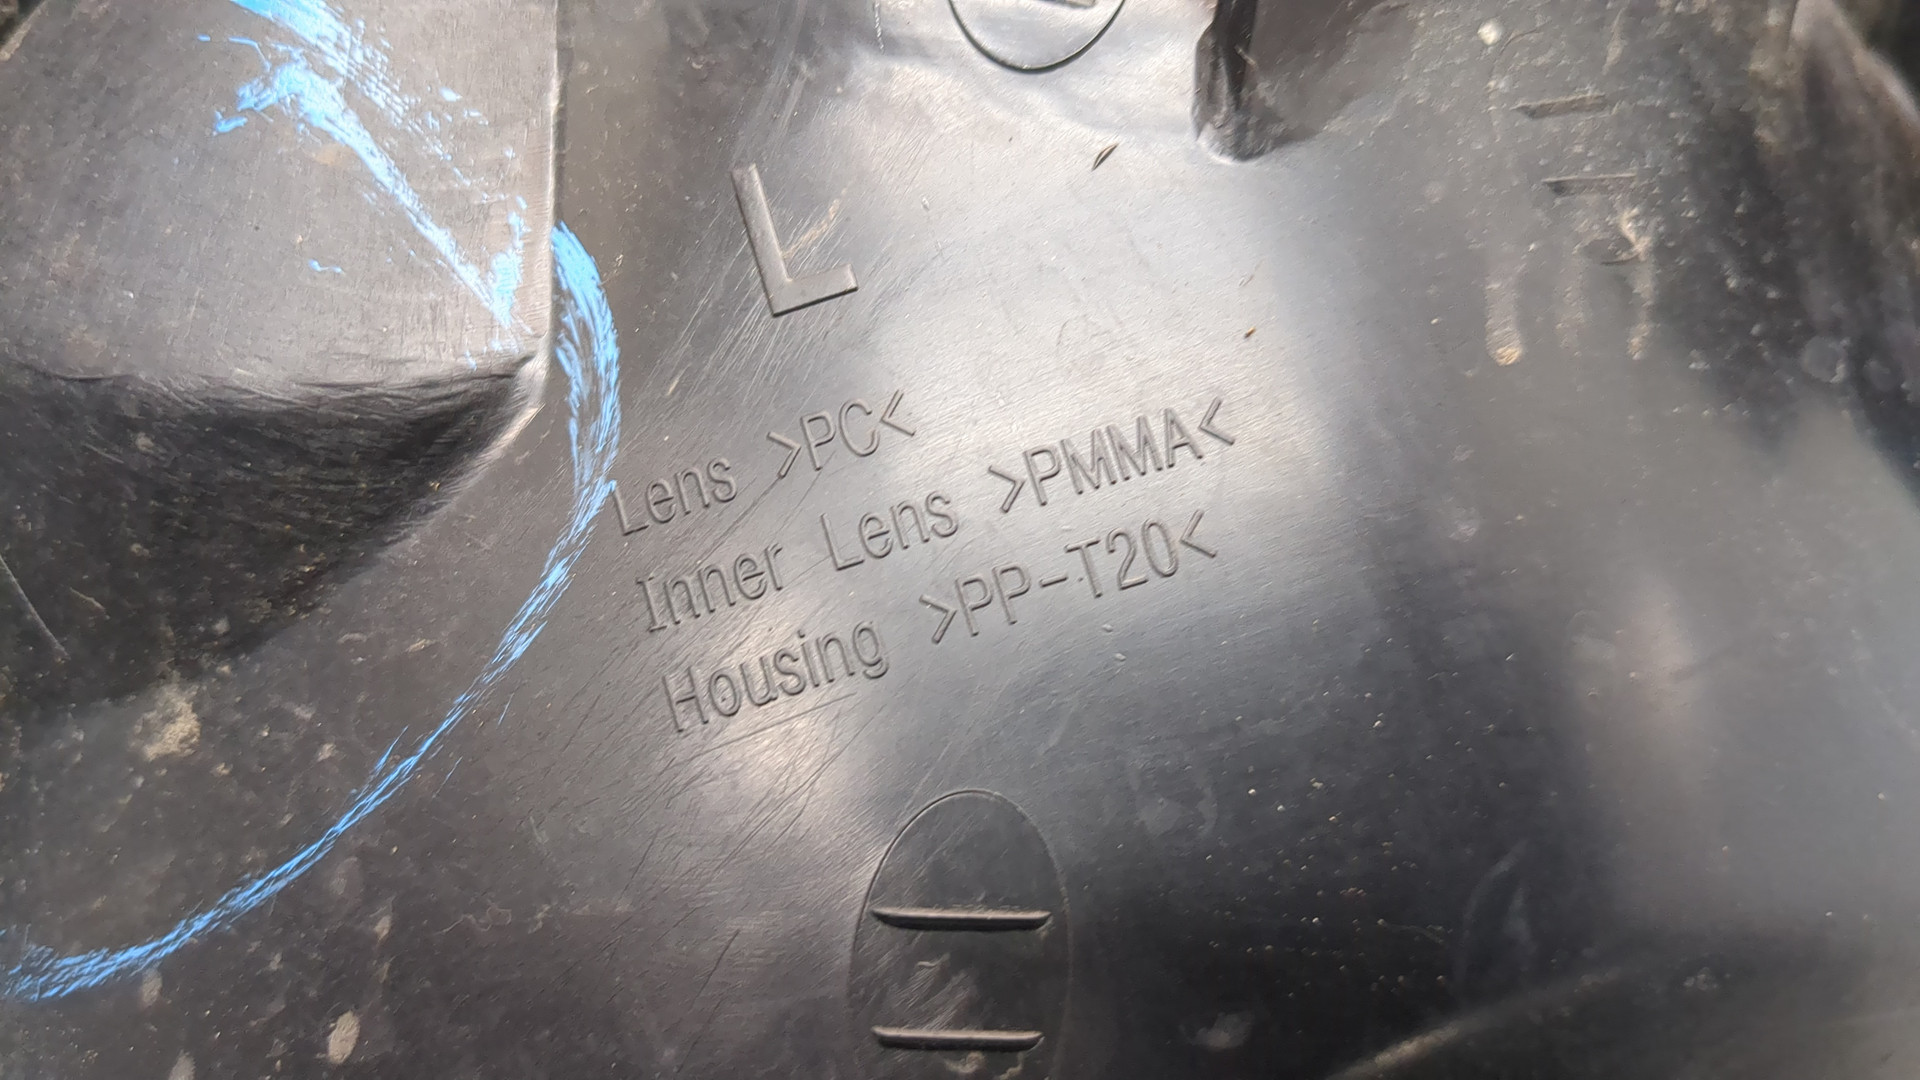 L
Lens >PC<
Inner Lens >PMMA<
Housing >PP-T20<